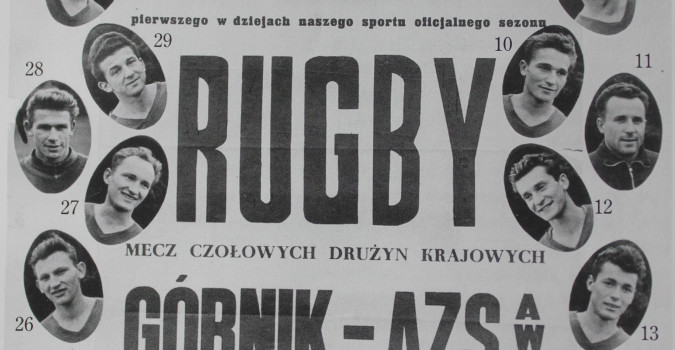 pierwszego w dziejach naszego sportu oficjalnego sezonu
29
10
28
11
RUGBY
27
12
MECZ CZOŁOWYCH DRUŻYN KRAJOWYCH
26
GÓRNIK - AZS A W
13